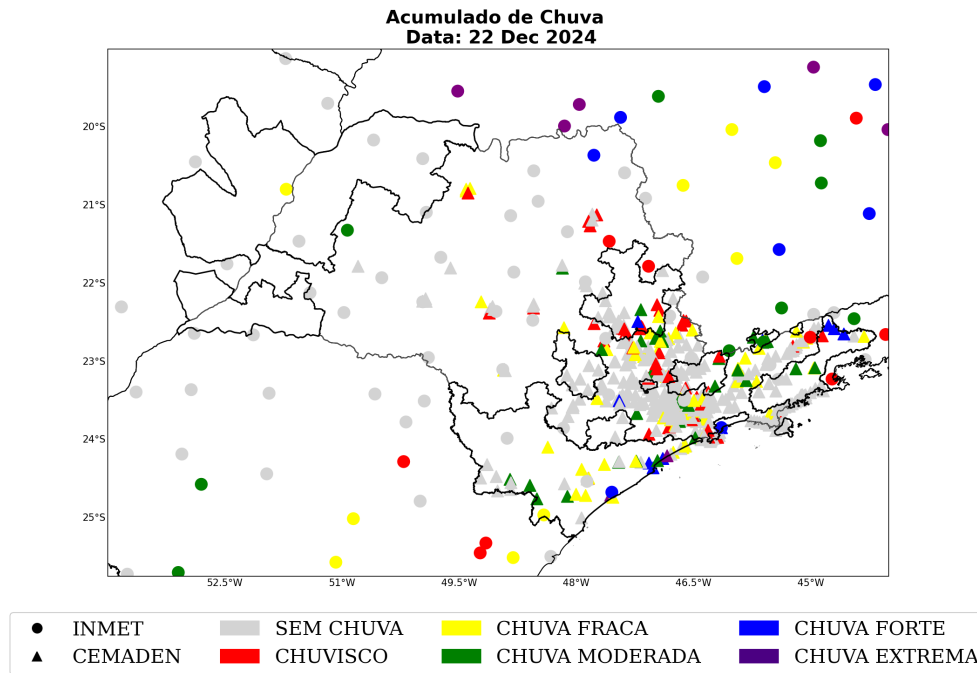 Acumulado de Chuva
Data: 22 Dec 2024
20°S
21°S
22°S
23°S
24°S
25°S
52.5°W 51°W 49.5°W 48°W 46.5°W 45°W
INMET SEM CHUVA CHUVA FRACA CHUVA FORTE
CEMADEN CHUVISCO CHUVA MODERADA CHUVA EXTREMA